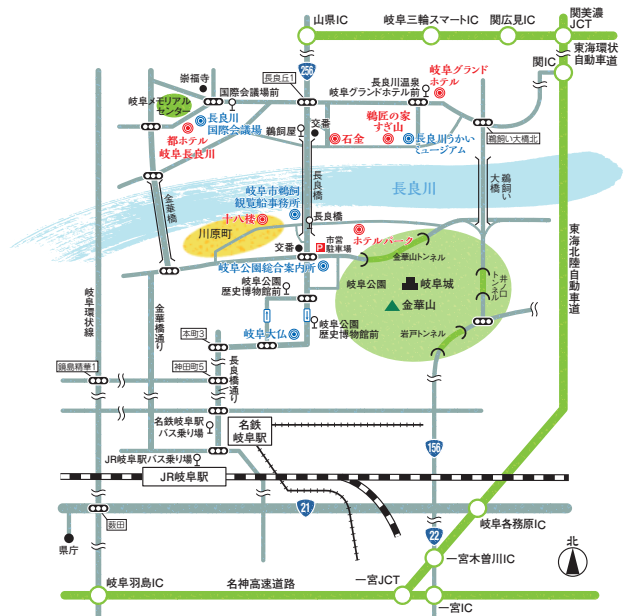 山県IC
岐阜三輪スマートIC
関広見IC
関美濃
JCT
東海環状
自動車道
関IC
256
長良丘1
崇福寺
国際会議場前
長良川温泉
岐阜グランドホテル前
岐阜グランド
ホテル
岐阜メモリアル
センター
長良川
国際会議場
都ホテル
岐阜長良川
鵜飼屋
交番
石金
鵜匠の家
すぎ山
長良川うかい
ミュージアム
鵜飼い大橋北
金華橋
長良橋
鵜飼い
大橋
長良川
岐阜市鵜飼
観覧船事務所
十八楼
川原町
長良橋
ホテルパーク
交番
P
市営
駐車場
金華山トンネル
岐阜公園総合案内所
岐阜公園
歴史博物館前
岐阜公園
岐阜城
金華山
井ノ口
トンネル
岩戸トンネル
岐阜公園
歴史博物館前
岐阜大仏
本町3
神田町5
長良橋通り
金華橋通り
岐阜環状線
鏡島精華1
東海北陸自動車道
名鉄岐阜駅
バス乗り場
名鉄
岐阜駅
JR岐阜駅バス乗り場
JR岐阜駅
156
21
22
薮田
県庁
岐阜各務原IC
一宮木曽川IC
北
岐阜羽島IC
名神高速道路
一宮JCT
一宮IC